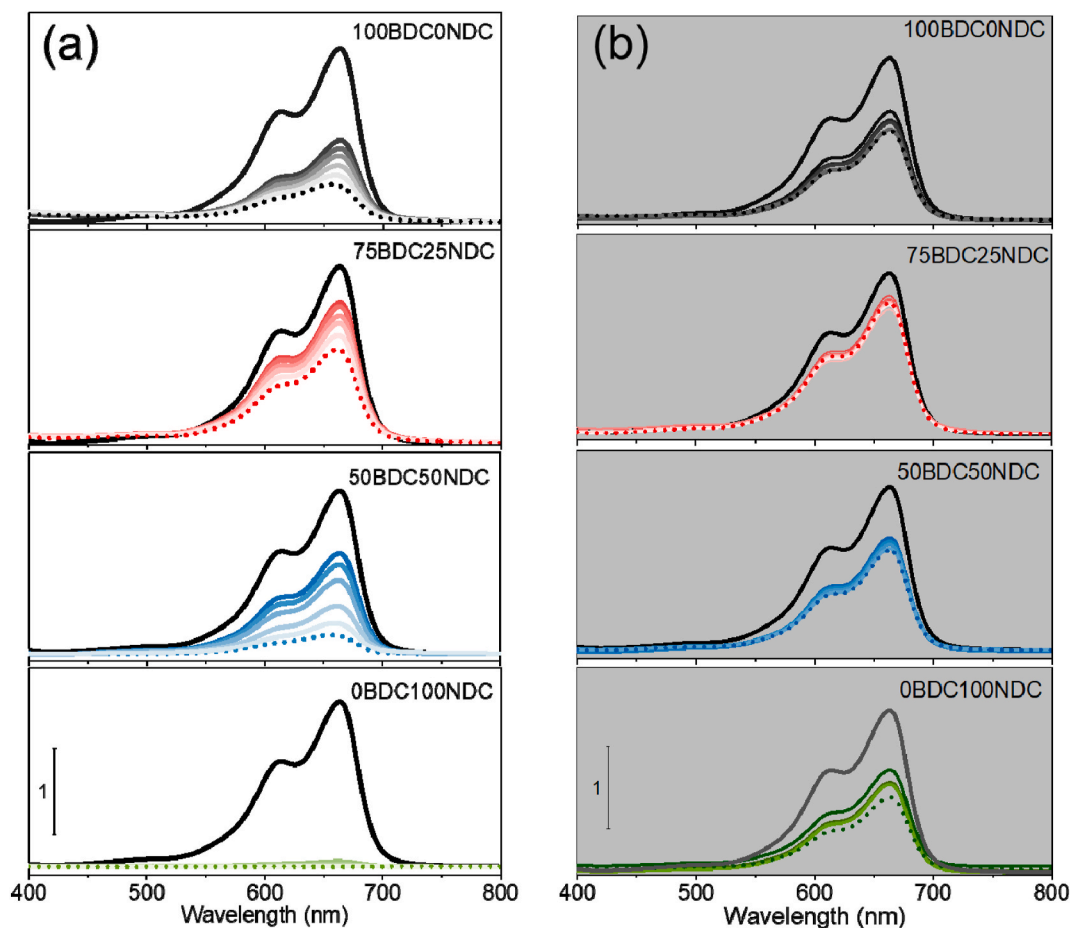 (a)
100BDC0NDC
75BDC25NDC
50BDC50NDC
0BDC100NDC
1
400 500 600 700 800
Wavelength (nm)
(b)
100BDC0NDC
75BDC25NDC
50BDC50NDC
0BDC100NDC
1
400 500 600 700 800
Wavelength (nm)